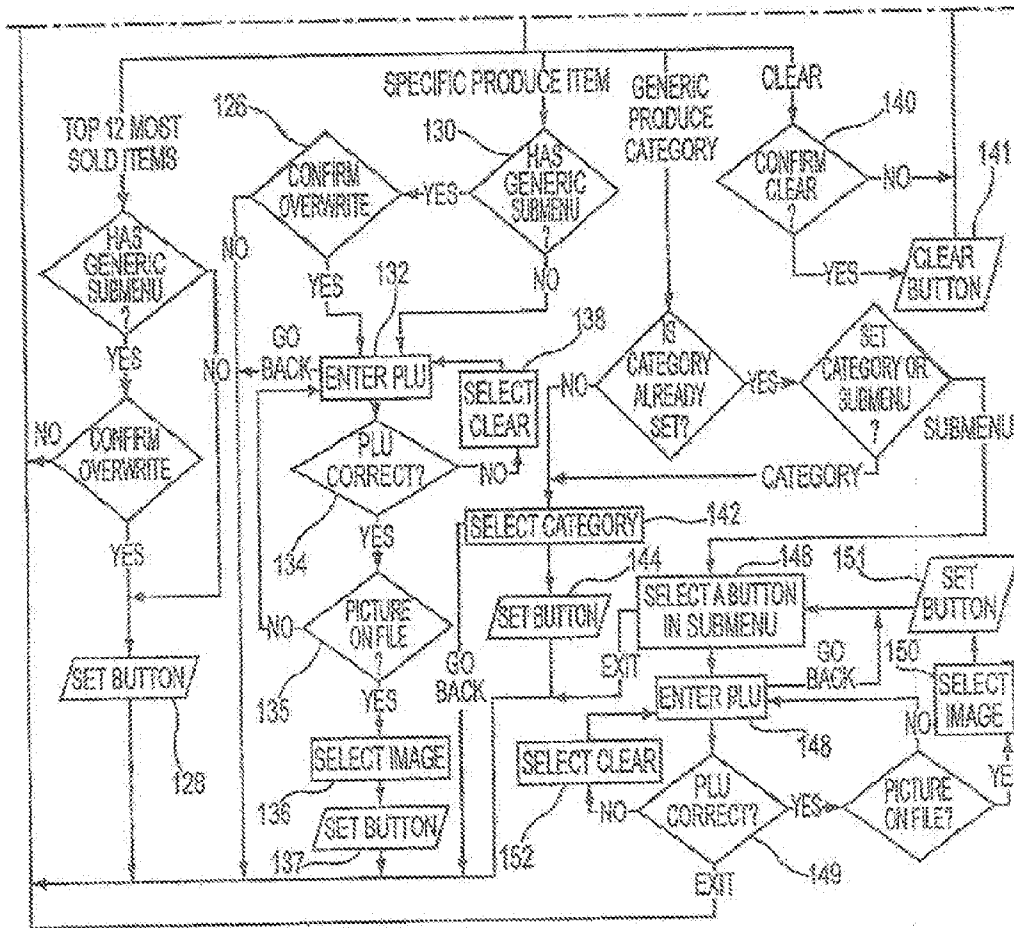 SPECIFIC PRODUCE ITEM
GENERIC
PRODUCE
CATEGORY
CLEAR
TOP 12 MOST
SOLD ITEMS
126
130
140
141
HAS
GENERIC
SUBMENU
?
CONFIRM
OVERWRITE
YES
HAS
GENERIC
SUBMENU
?
CONFIRM
CLEAR
?
NO
YES
CLEAR
BUTTON
NO
YES
NO
132
138
YES
NO
GO
BACK
ENTER PLU
SELECT
CLEAR
IS
CATEGORY
ALREADY
SET?
NO
YES
SET
CATEGORY OR
SUBMENU
?
SUBMENU
CATEGORY
NO
CONFIRM
OVERWRITE
YES
PLU
CORRECT?
NO
134
YES
SELECT CATEGORY
142
144
148
151
SET
BUTTON
SET BUTTON
128
NO
PICTURE
ON FILE
?
135
YES
GO
BACK
SET BUTTON
EXIT
SELECT A BUTTON
IN SUBMENU
GO
BACK
150
SELECT
IMAGE
SELECT IMAGE
136
SET BUTTON
137
ENTER PLU
148
NO
YES
SELECT CLEAR
152
NO
PLU
CORRECT?
YES
PICTURE
ON FILE?
149
EXIT